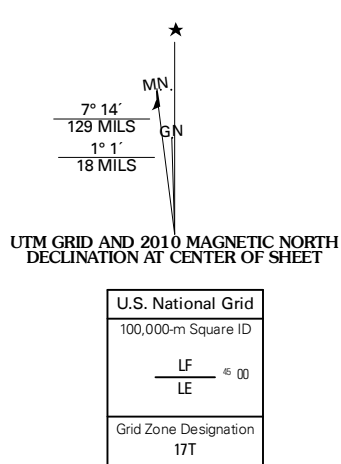 ★
MN.
7° 14´
129 MILS
GN
1° 1´
18 MILS
UTM GRID AND 2010 MAGNETIC NORTH
DECLINATION AT CENTER OF SHEET
U.S. National Grid
100,000-m Square ID
LF
45 00
LE
Grid Zone Designation
17T